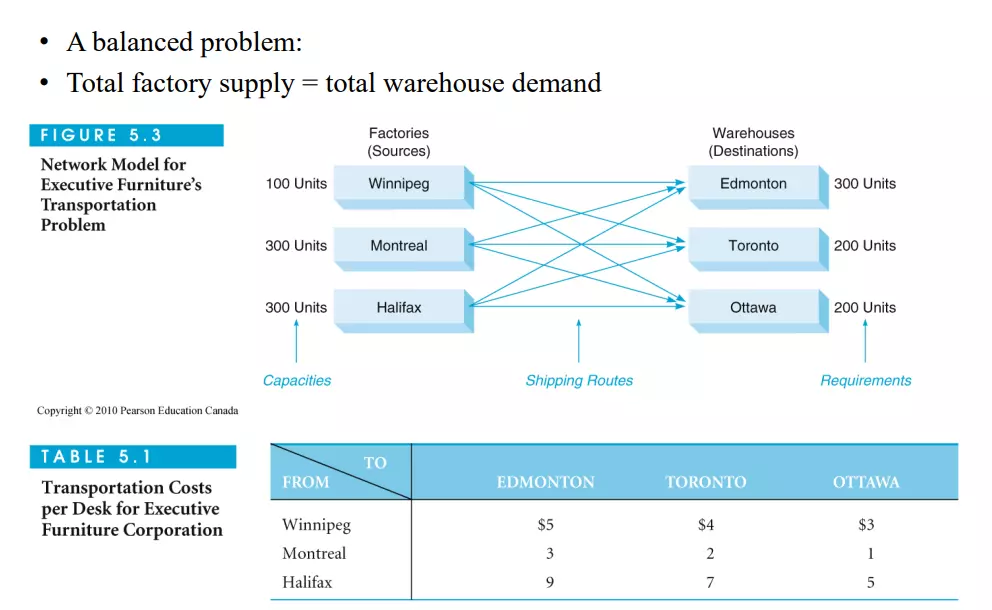 • A balanced problem:
• Total factory supply = total warehouse demand
FIGURE 5.3
Network Model for
Executive Furniture's
Transportation
Problem
Factories
(Sources)
Warehouses
(Destinations)
100 Units Winnipeg Edmonton 300 Units
300 Units Montreal Toronto 200 Units
300 Units Halifax Ottawa 200 Units
Capacities Shipping Routes Requirements
Copyright © 2010 Pearson Education Canada
TABLE 5.1
Transportation Costs
per Desk for Executive
Furniture Corporation
TO
FROM EDMONTON TORONTO OTTAWA
Winnipeg $5 $4 $3
Montreal 3 2 1
Halifax 9 7 5